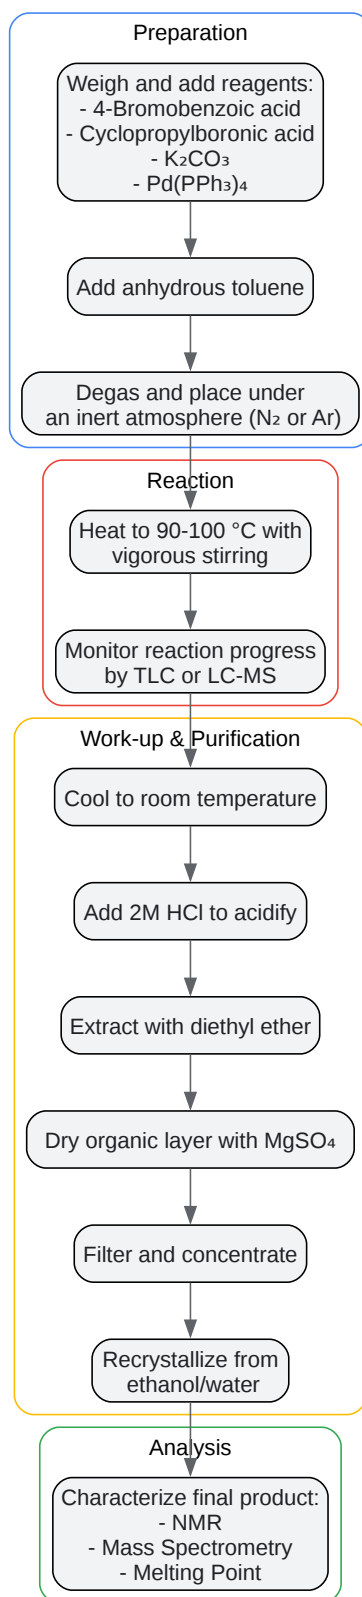 Preparation
Weigh and add reagents:
- 4-Bromobenzoic acid
- Cyclopropylboronic acid
- K₂CO₃
- Pd(PPh₃)₄
Add anhydrous toluene
Degas and place under
an inert atmosphere (N₂ or Ar)
Reaction
Heat to 90-100 °C with
vigorous stirring
Monitor reaction progress
by TLC or LC-MS
Work-up & Purification
Cool to room temperature
Add 2M HCl to acidify
Extract with diethyl ether
Dry organic layer with MgSO₄
Filter and concentrate
Recrystallize from
ethanol/water
Analysis
Characterize final product:
- NMR
- Mass Spectrometry
- Melting Point